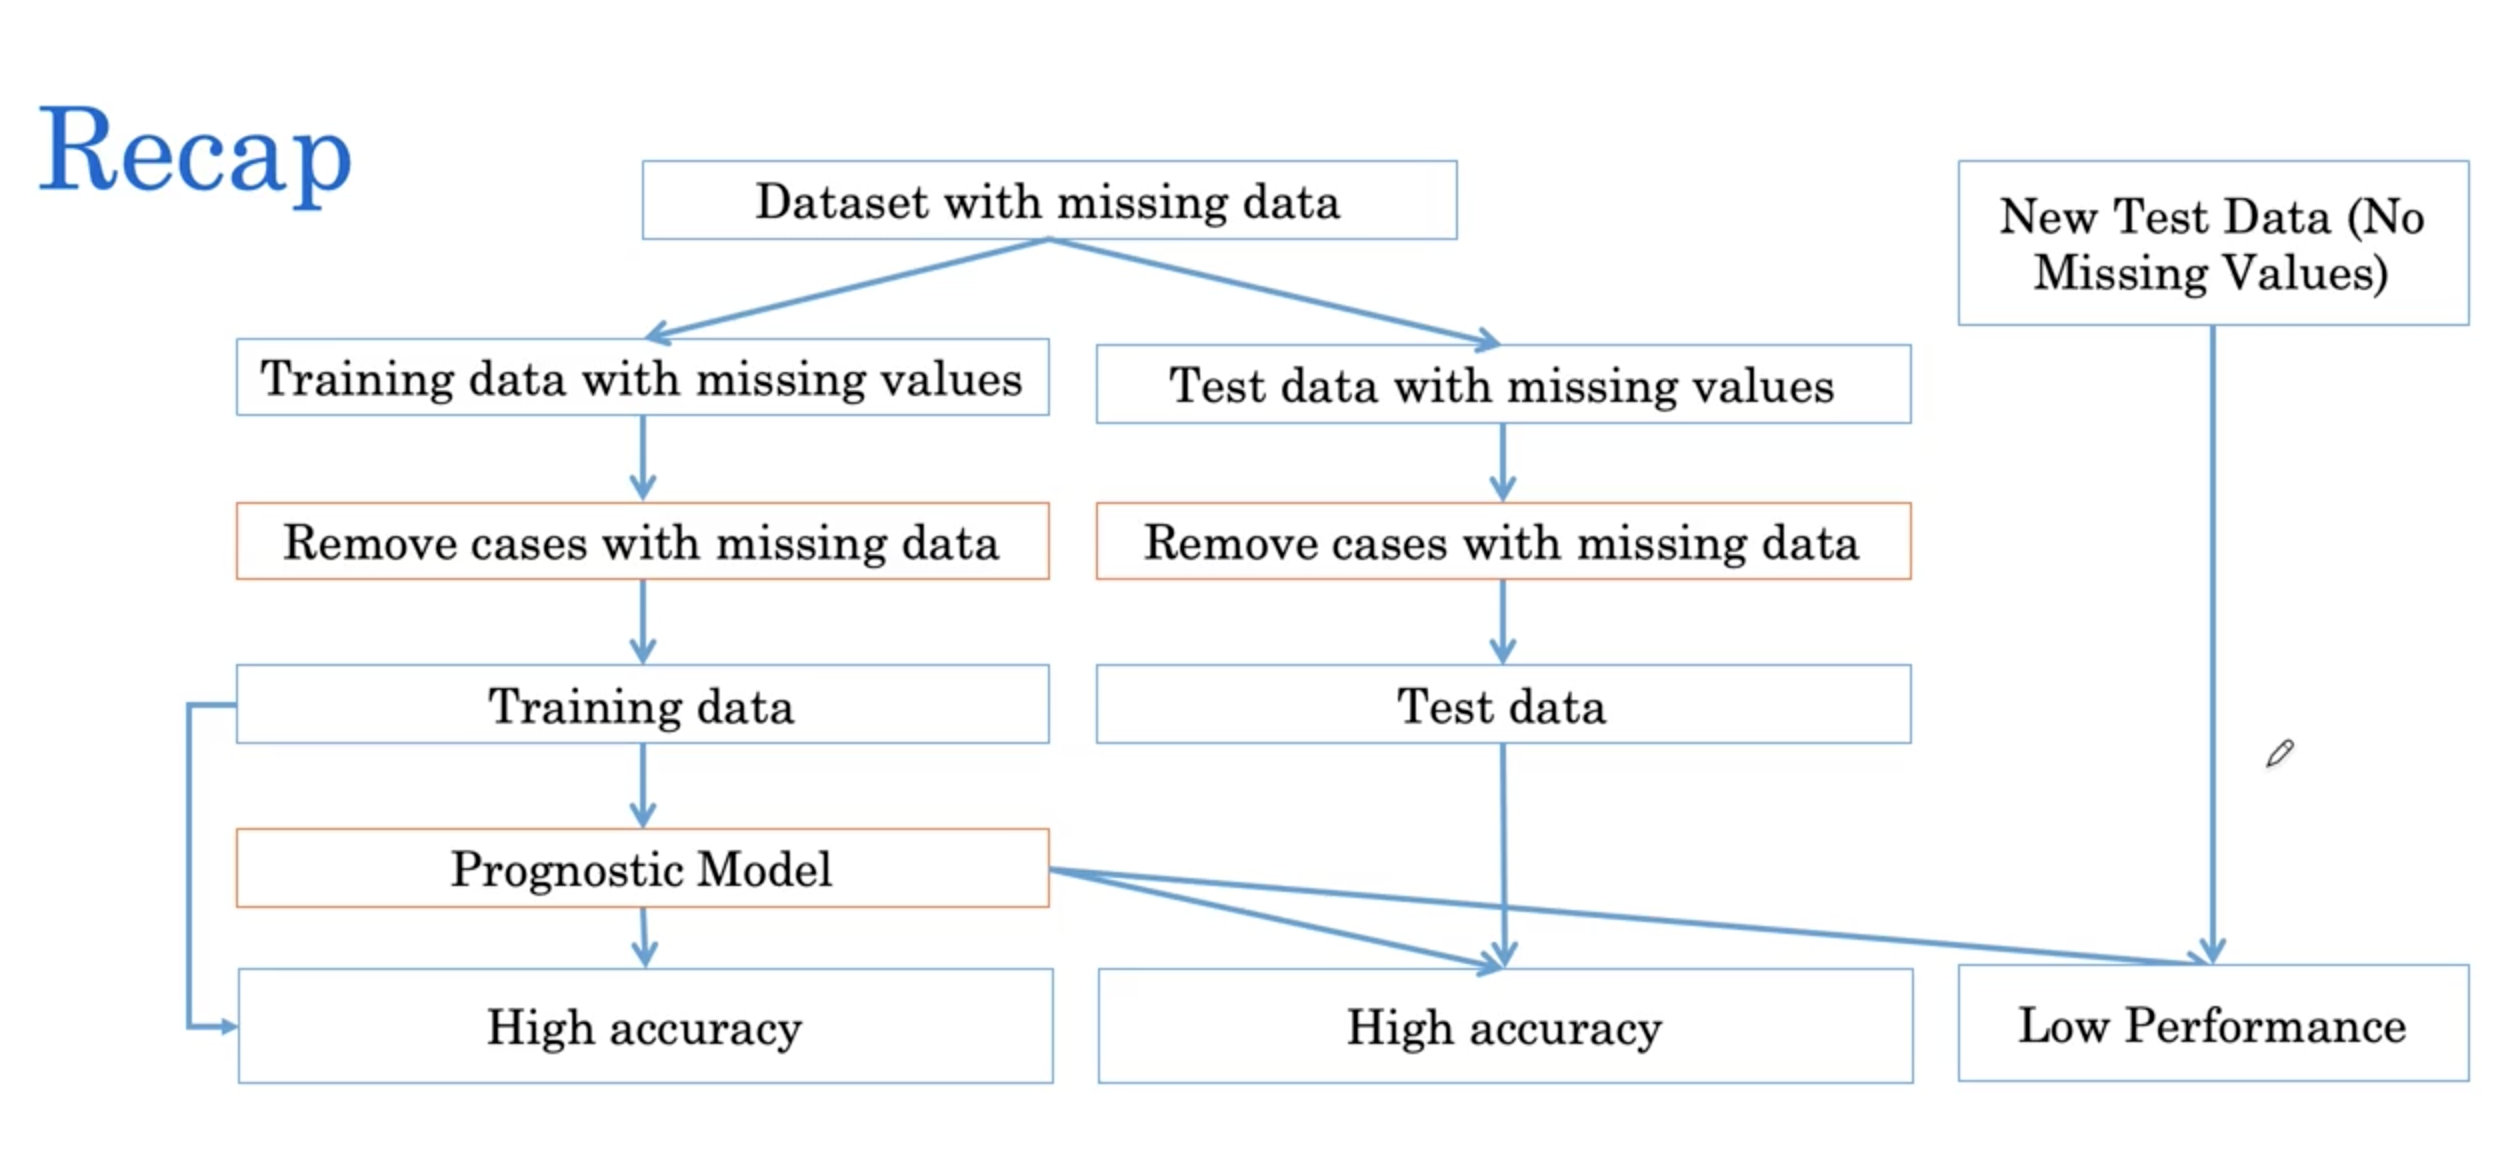 Recap
Dataset with missing data
New Test Data (No
Missing Values)
Training data with missing values
Test data with missing values
Remove cases with missing data
Remove cases with missing data
Training data
Test data
Prognostic Model
High accuracy
High accuracy
Low Performance